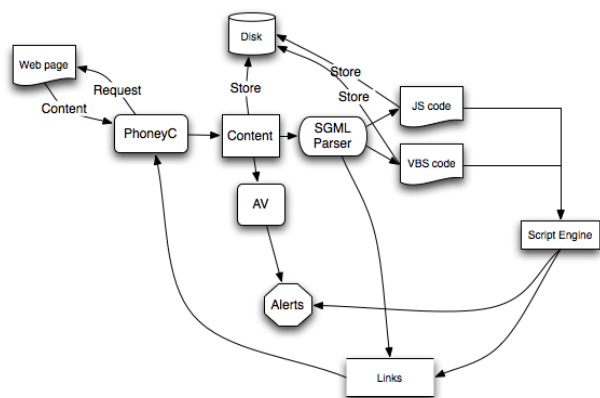 Disk
Web page
Store
JS code
Request
Store
Store
Content
PhoneyC
Content
SGML
Parser
VBS code
AV
Script Engine
Alerts
Links